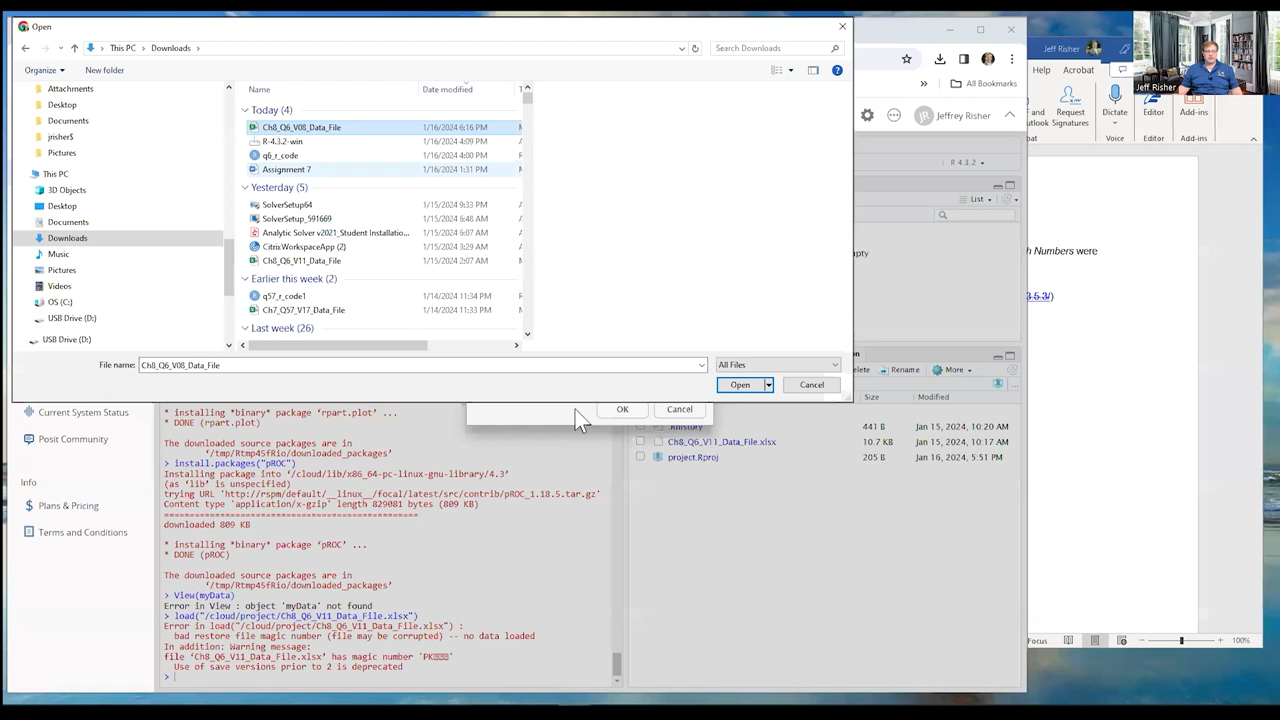 Open
This PC
Downloads
Search Downloads
Organize
New folder
Attachments
Desktop
Documents
jrisher$
Pictures
This PC
3D Objects
Desktop
Documents
Downloads
Music
Pictures
Videos
OS (C:)
USB Drive (D:)
USB Drive (D:)
Name
Date modified
Today (4)
Ch8_Q6_V08_Data_File 1/16/2024 6:16 PM
R-4.3.2-win 1/16/2024 4:09 PM
q6_r_code 1/16/2024 4:00 PM
Assignment 7 1/16/2024 1:31 PM
Yesterday (5)
SolverSetup64 1/15/2024 9:33 PM
SolverSetup_591669 1/15/2024 6:48 AM
Analytic Solver v2021_Student Installatio... 1/15/2024 6:07 AM
CitrixWorkspaceApp (2) 1/15/2024 3:29 AM
Ch8_Q6_V11_Data_File 1/15/2024 2:07 AM
Earlier this week (2)
q57_r_code1 1/14/2024 11:34 PM
Ch7_Q57_V17_Data_File 1/14/2024 11:33 PM
Last week (26)
File name: Ch8_Q6_V08_Data_File
All Files
Open
Cancel
OK
Cancel
All Bookmarks
Jeffrey Risher
R 4.3.2
List
Rename
More
Size
Modified
441 B Jan 15, 2024, 10:20 AM
Ch8_Q6_V11_Data_File.xlsx 10.7 KB Jan 15, 2024, 10:17 AM
project.Rproj 205 B Jan 16, 2024, 5:51 PM
Current System Status
Posit Community
Info
Plans & Pricing
Terms and Conditions
* installing *binary* package ‘rpart.plot’ ...
* DONE (rpart.plot)
The downloaded source packages are in
‘/tmp/Rtmp45fRio/downloaded_packages’
> install.packages("pROC")
Installing package into ‘/cloud/lib/x86_64-pc-linux-gnu-library/4.3’
(as ‘lib’ is unspecified)
trying URL 'http://rspm/default/__linux__/focal/latest/src/contrib/pROC_1.18.5.tar.gz'
Content type 'application/x-gzip' length 829081 bytes (809 KB)
==================================================
downloaded 809 KB
* installing *binary* package ‘pROC’ ...
* DONE (pROC)
The downloaded source packages are in
‘/tmp/Rtmp45fRio/downloaded_packages’
> View(myData)
Error in View : object 'myData' not found
> load("/cloud/project/Ch8_Q6_V11_Data_File.xlsx")
Error in load("/cloud/project/Ch8_Q6_V11_Data_File.xlsx") :
bad restore file magic number (file may be corrupted) -- no data loaded
In addition: Warning message:
file ‘Ch8_Q6_V11_Data_File.xlsx’ has magic number 'PK
Use of save versions prior to 2 is deprecated
>
Jeff Risher
Help
Acrobat
Request
Signatures
Dictate
Editor
Add-ins
Voice
Editor
Add-ins
Numbers were
Focus
100%
Jeff Risher